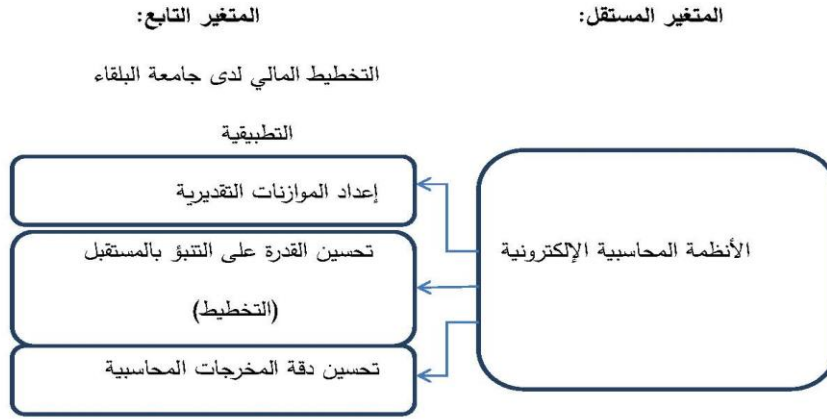 المتغير المستقل:
المتغير التابع:
التخطيط المالي لدى جامعة البلقاء
التطبيقية
إعداد الموازنات التقديرية
الأنظمة المحاسبية الإلكترونية
تحسين القدرة على التنبؤ بالمستقبل
(التخطيط)
تحسين دقة المخرجات المحاسبية